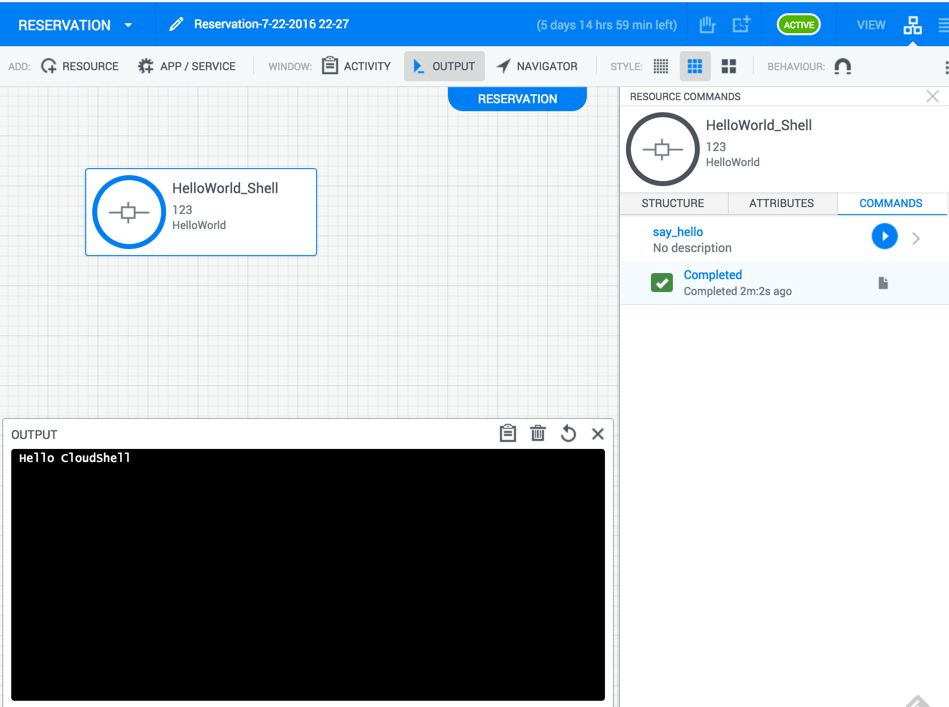 RESERVATION
Reservation-7-22-2016 22-27
(5 days 14 hrs 59 min left)
ACTIVE
VIEW
ADD:
RESOURCE
APP / SERVICE
WINDOW:
ACTIVITY
OUTPUT
NAVIGATOR
STYLE:
BEHAVIOUR:
RESERVATION
HelloWorld_Shell
123
HelloWorld
RESOURCE COMMANDS
HelloWorld_Shell
123
HelloWorld
STRUCTURE
ATTRIBUTES
COMMANDS
say_hello
No description
Completed
Completed 2m:2s ago
OUTPUT
Hello CloudShell